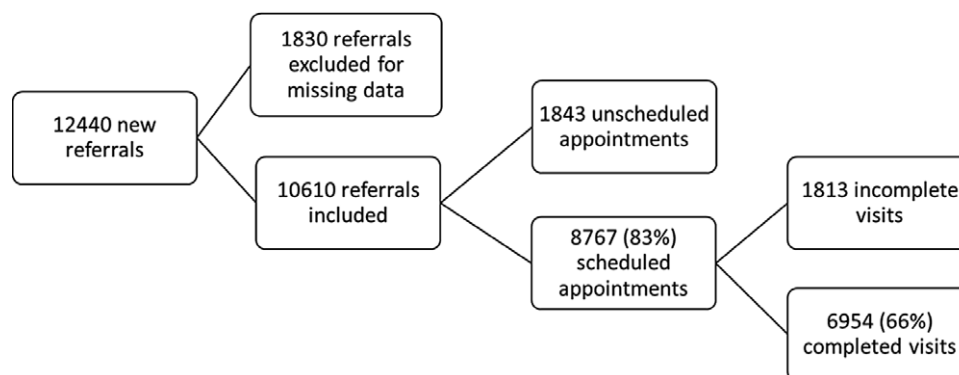 12440 new
referrals
1830 referrals
excluded for
missing data
10610 referrals
included
1843 unscheduled
appointments
8767 (83%)
scheduled
appointments
1813 incomplete
visits
6954 (66%)
completed visits